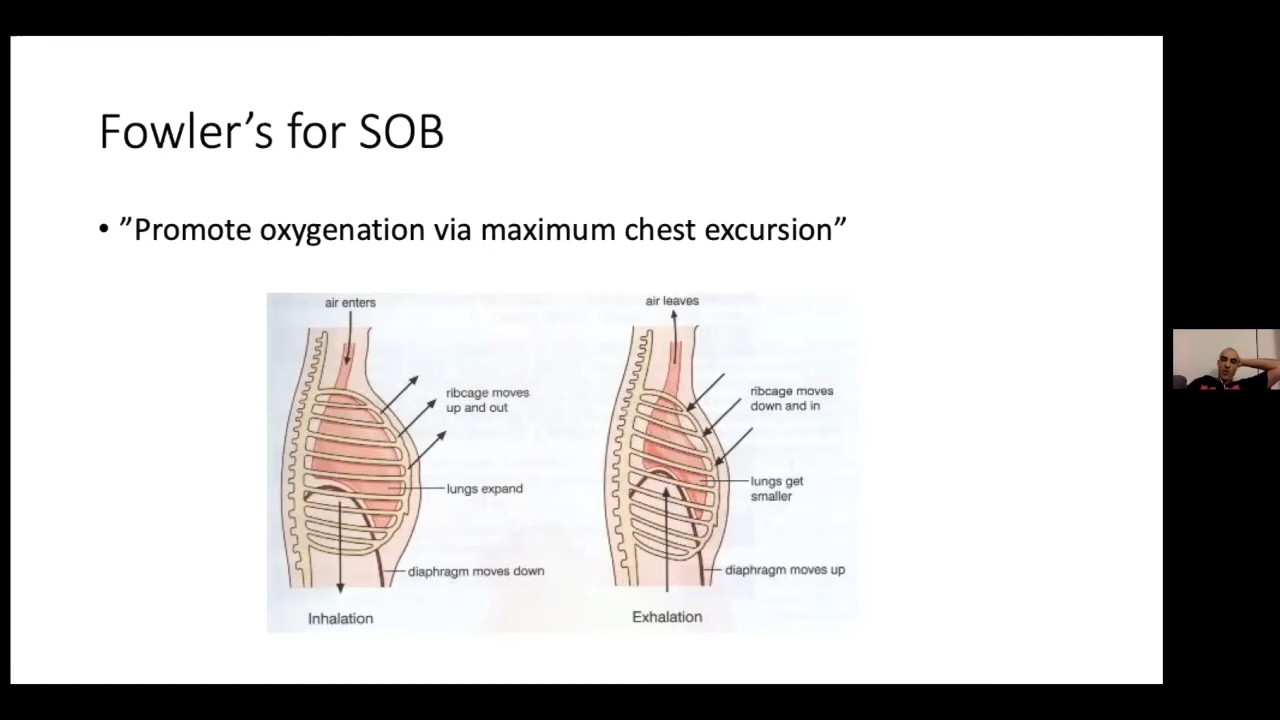 Fowler’s for SOB
• ”Promote oxygenation via maximum chest excursion”
air enters
ribcage moves
up and out
lungs expand
diaphragm moves down
Inhalation
air leaves
ribcage moves
down and in
lungs get
smaller
diaphragm moves up
Exhalation